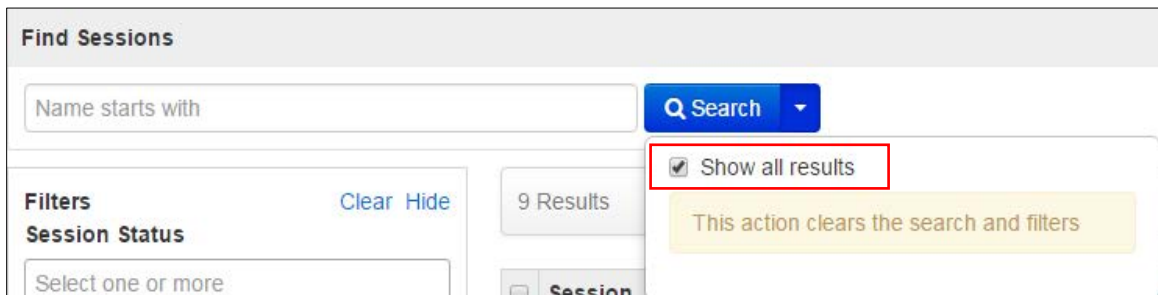 Find Sessions
Name starts with
Search
Show all results
This action clears the search and filters
Filters
Clear Hide
Session Status
Select one or more
9 Results
Session